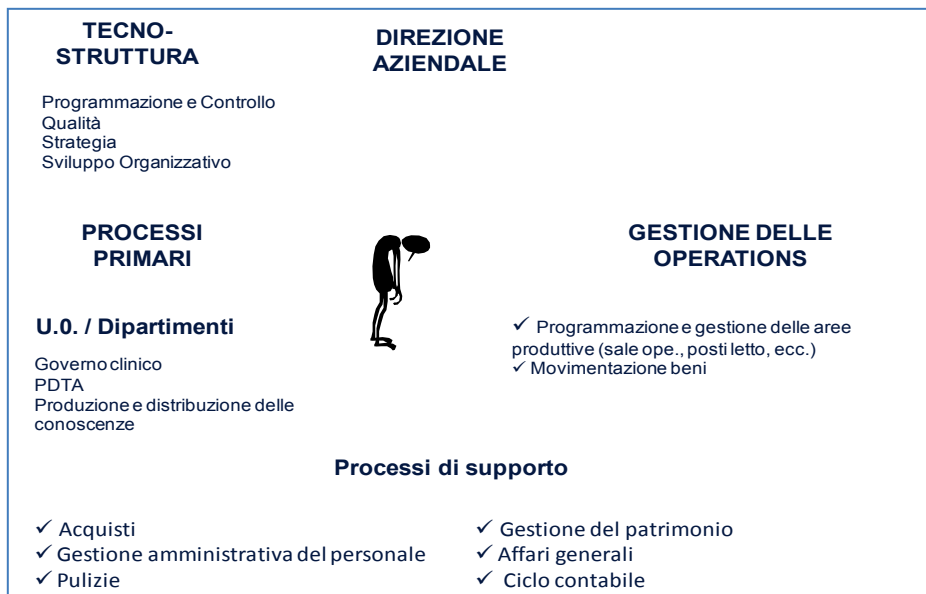 TECNO-
STRUTTURA
DIREZIONE
AZIENDALE
Programmazione e Controllo
Qualità
Strategia
Sviluppo Organizzativo
PROCESSI
PRIMARI
GESTIONE DELLE
OPERATIONS
U.0. / Dipartimenti
Governo clinico
PDTA
Produzione e distribuzione delle
conoscenze
✓ Programmazione e gestione delle aree
produttive (sale ope., posti letto, ecc.)
✓ Movimentazione beni
Processi di supporto
✓ Acquisti
✓ Gestione amministrativa del personale
✓ Pulizie
✓ Gestione del patrimonio
✓ Affari generali
✓ Ciclo contabile